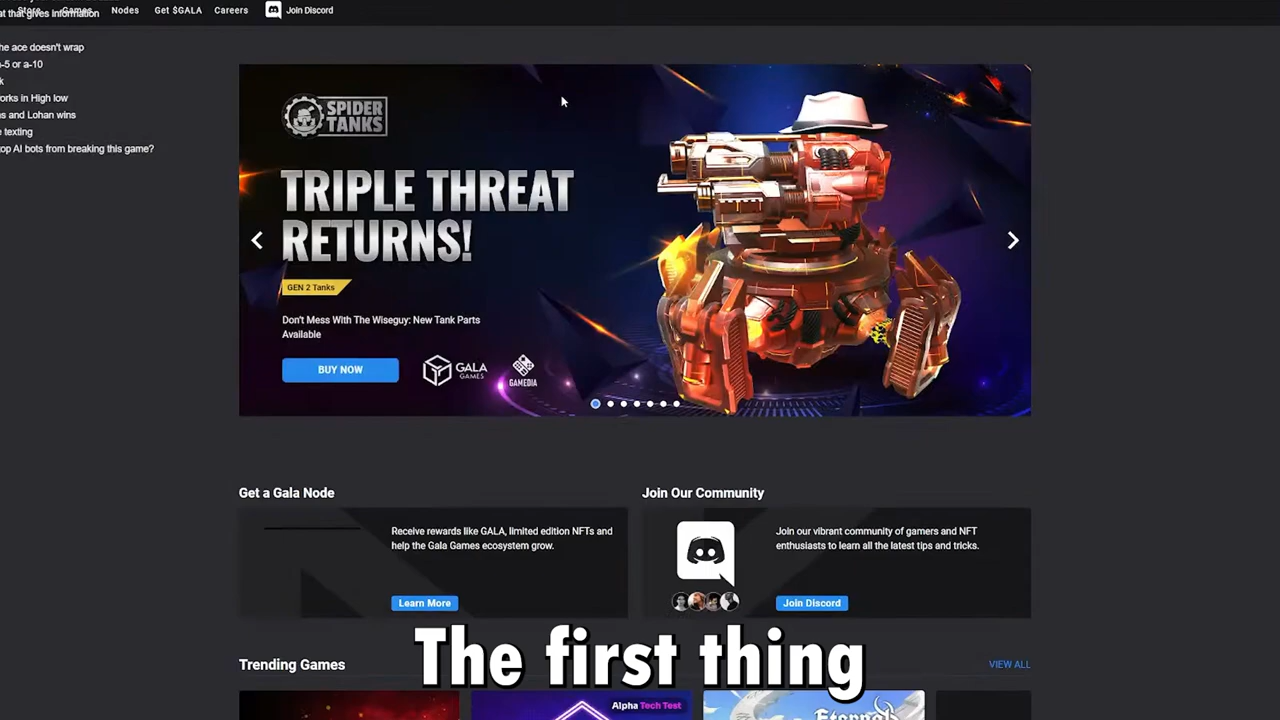 at that gives information
Store Games Nodes Get $GALA Careers Join Discord
he ace doesn't wrap
-5 or a-10
k
orks in High low
s and Lohan wins
e texting
top AI bots from breaking this game?
SPIDER
TANKS
TRIPLE THREAT
RETURNS!
GEN 2 Tanks
Don't Mess With The Wiseguy: New Tank Parts
Available
BUY NOW
GALA
GAMES
GAMEDIA
Get a Gala Node
Receive rewards like GALA, limited edition NFTs and
help the Gala Games ecosystem grow.
Learn More
Join Our Community
Join our vibrant community of gamers and NFT
enthusiasts to learn all the latest tips and tricks.
Join Discord
The first thing
Trending Games
VIEW ALL
Alpha Tech Test
Eternal